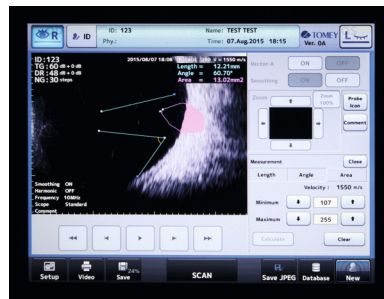 R
ID
ID: 123
Name: TEST TEST
Phy.:
Time: 07.Aug.2015 18:15
TOMEY
Ver. 0A
L
ID:123
TG:60 dB + 0 dB
DR:48 dB + 0 dB
NG:30 steps
2015/08/07 18:08
V = 1550 m/s
Length = 12.21mm
Angle = 60.70°
Area = 13.02mm2
Smoothing ON
Harmonic OFF
Frequency 10MHz
Scope Standard
Comment
Vector-A ON OFF
Smoothing ON OFF
Zoom
Zoom 100%
Probe Icon
Comment
Measurement
Close
Length Angle Area
Velocity: 1550 m/s
Minimum 107
Maximum 255
Calculate
Clear
Setup
Video
24%
Save
SCAN
Save JPEG
Database
New